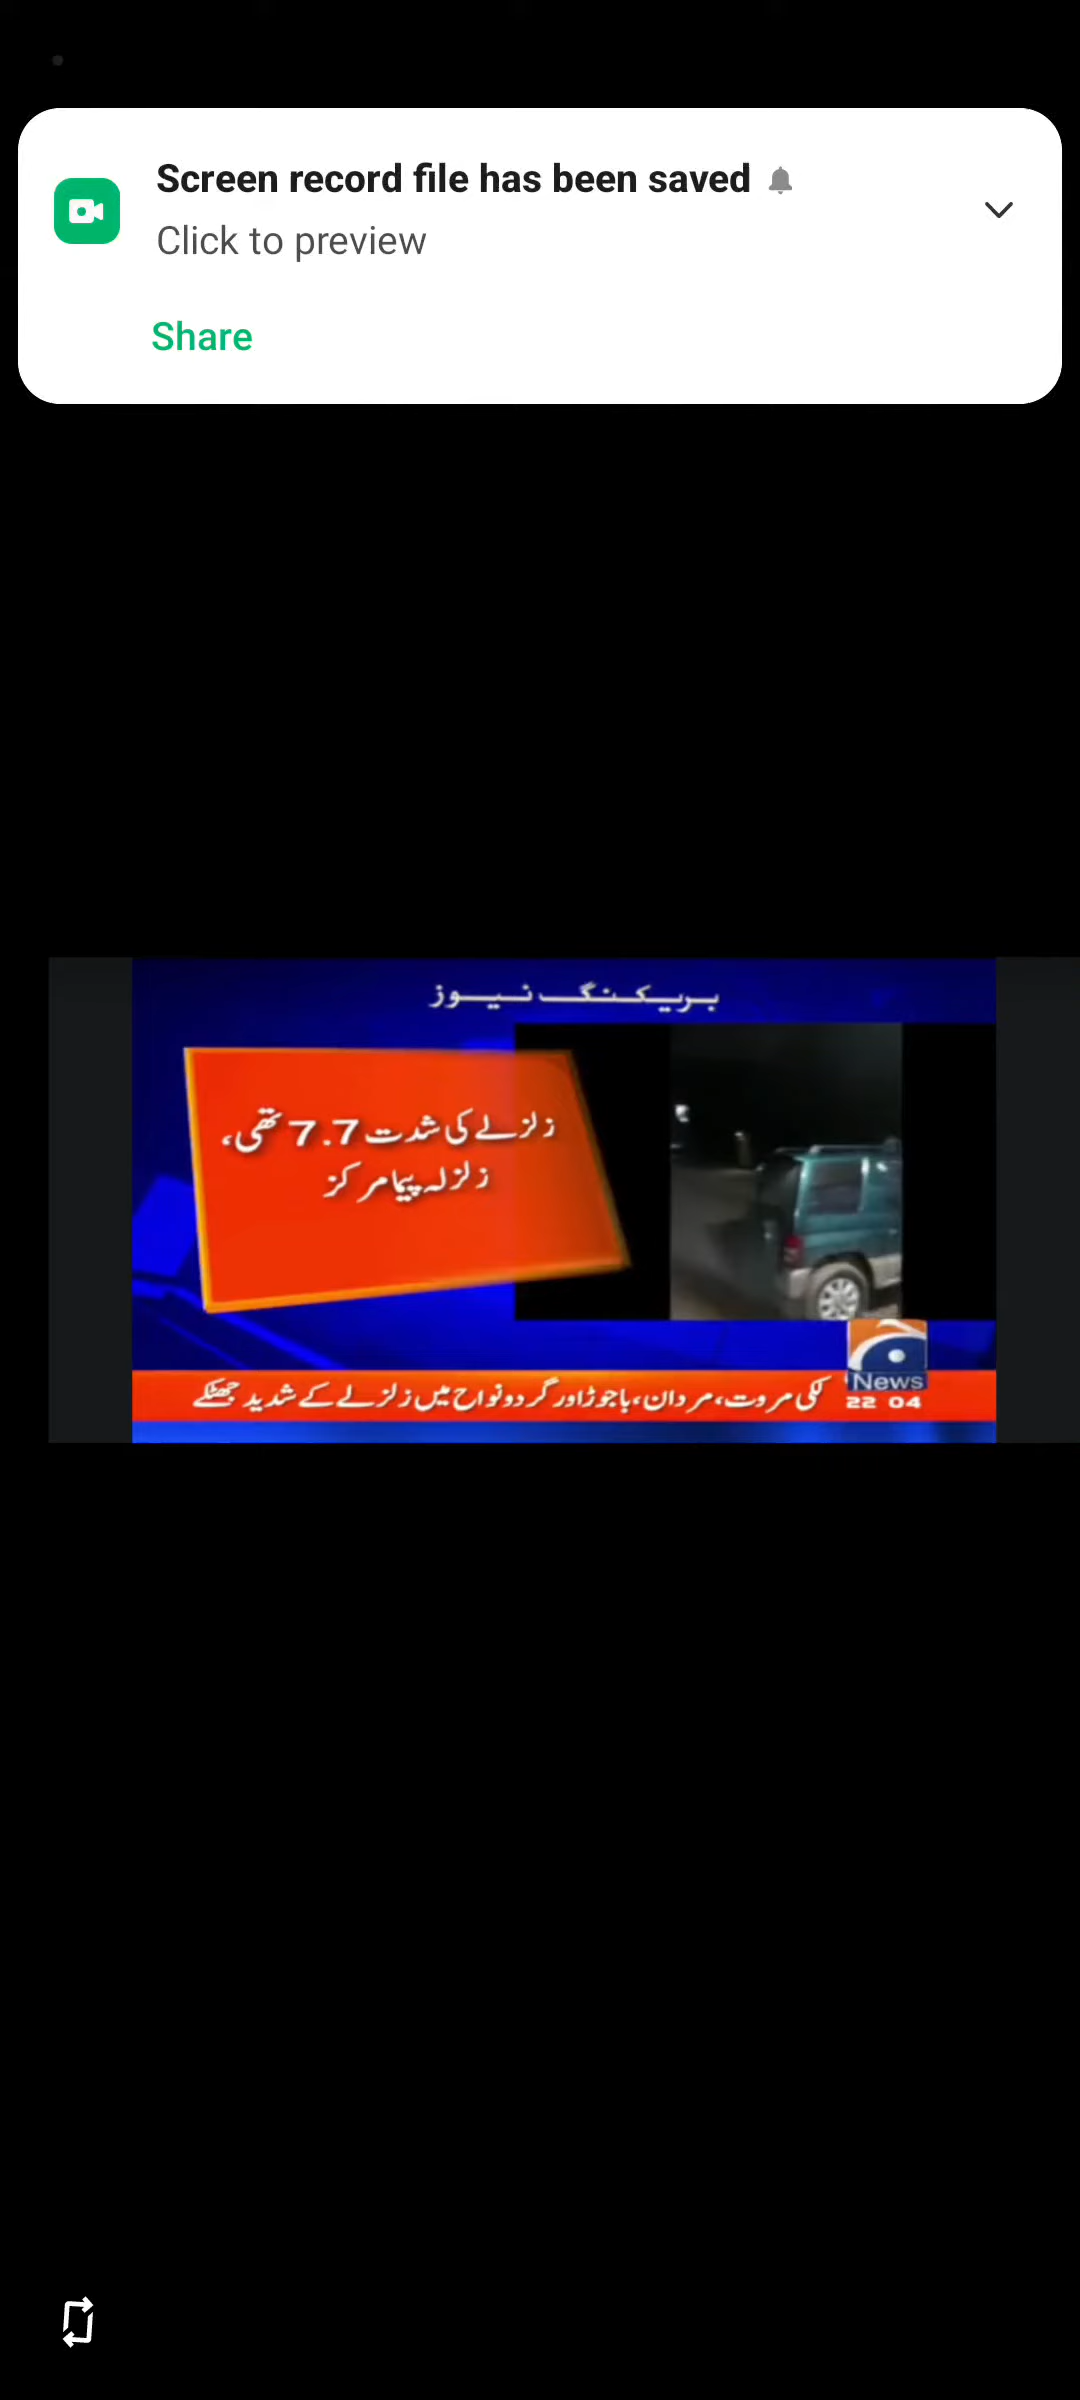 Screen record file has been saved
Click to preview
Share
بریکنگ نیوز
زلزلے کی شدت 7.7 تھی،
زلزلہ پیما مرکز
لکی مروت، مردان، باجوڑ اور گردونواح میں زلزلے کے شدید جھٹکے
News
22 04